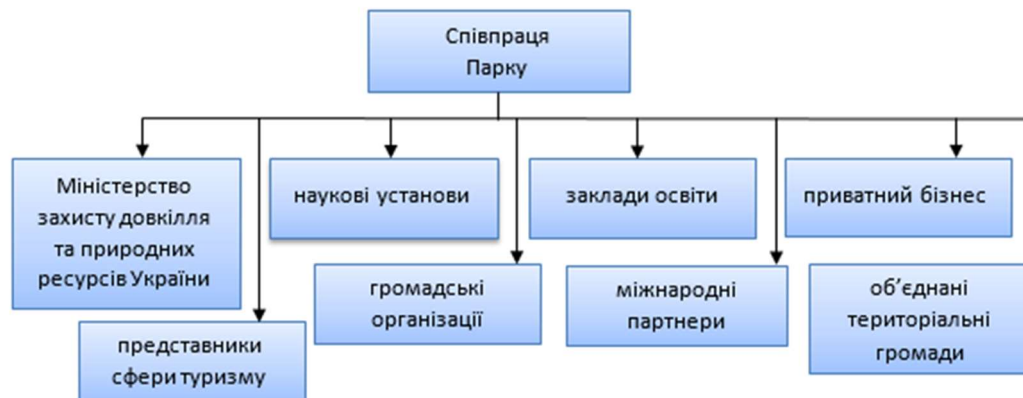 Співпраця
Парку
Міністерство
захисту довкілля
та природних
ресурсів України
наукові установи
заклади освіти
приватний бізнес
представники
сфери туризму
громадські
організації
міжнародні
партнери
об’єднані
територіальні
громади